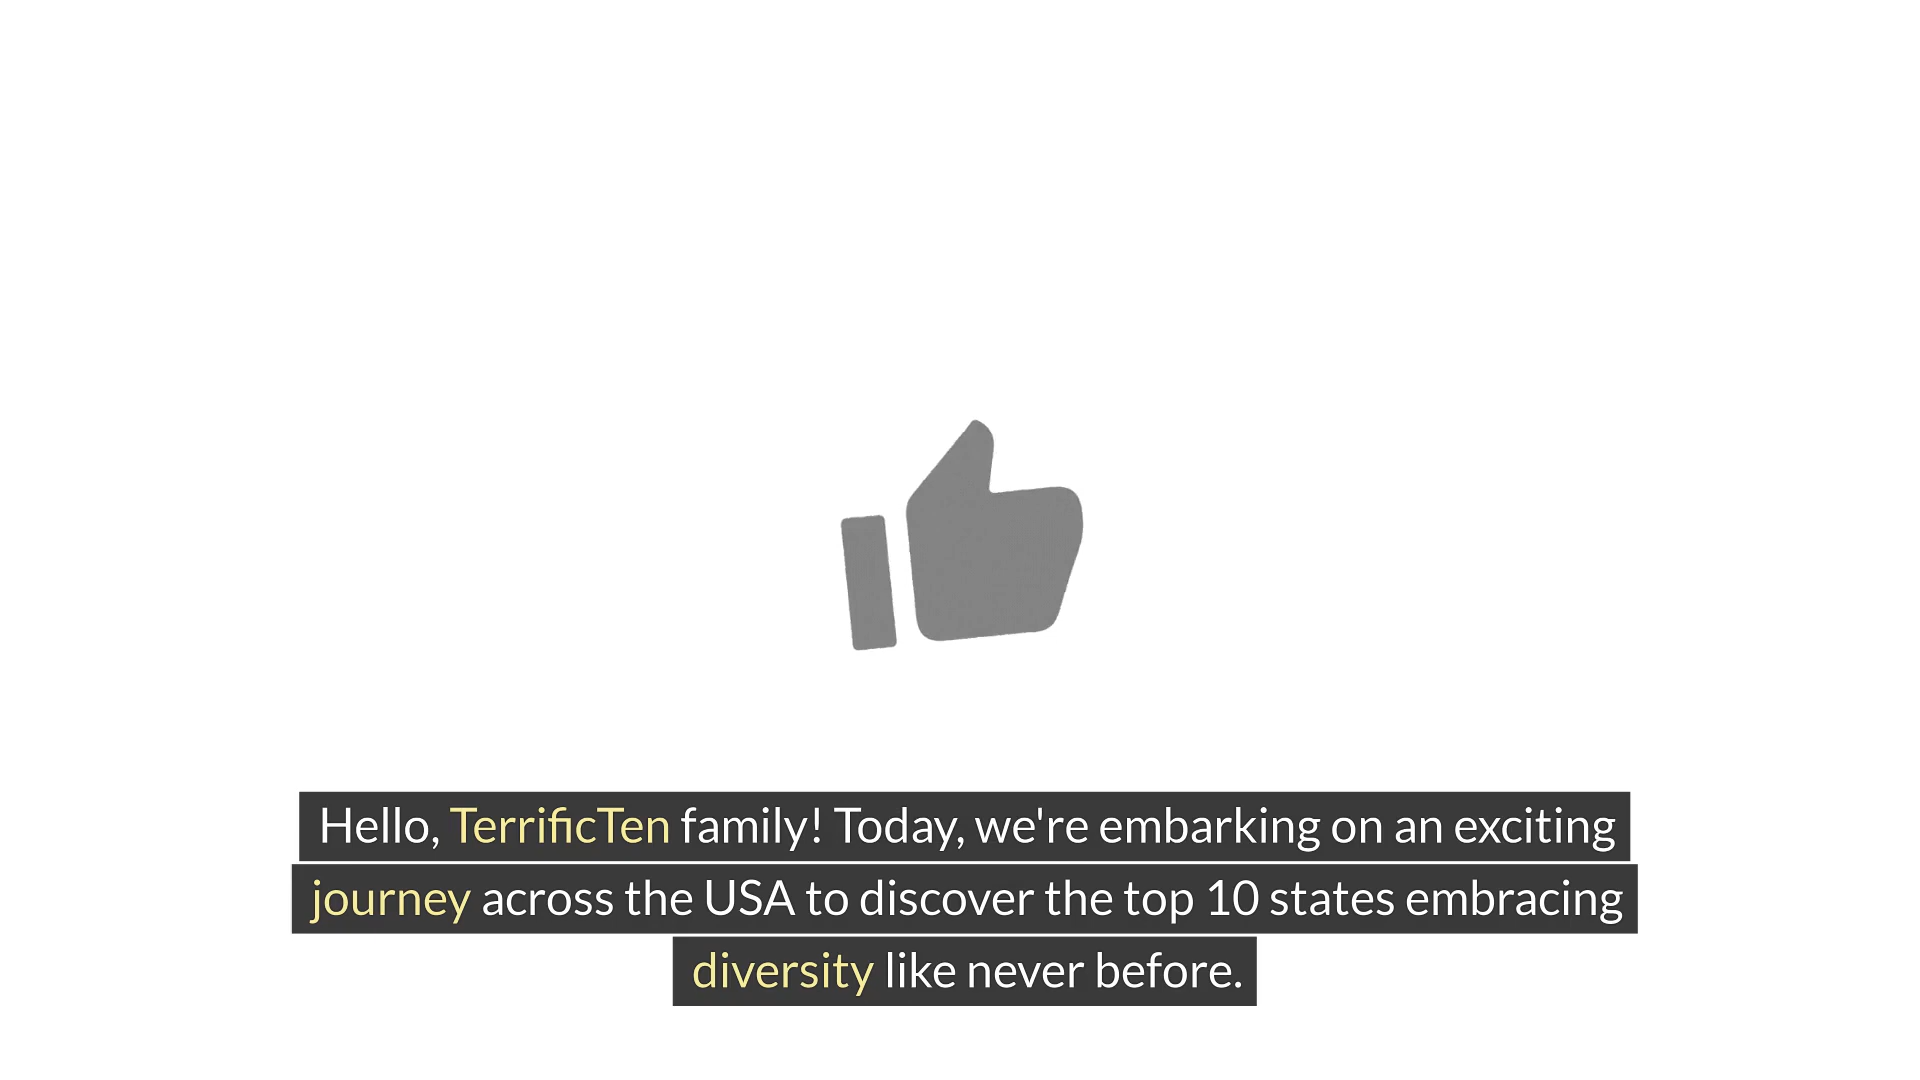 Hello, TerrificTen family! Today, we're embarking on an exciting
journey across the USA to discover the top 10 states embracing
diversity like never before.